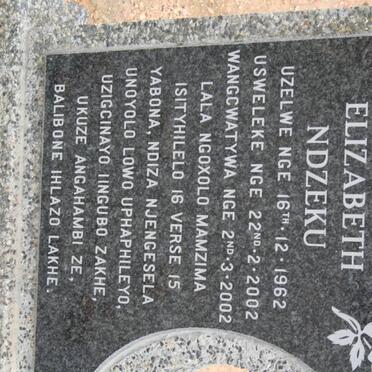 ELIZABETH
NDZEKU
UZELWE NGE 16TH.12.1962
USWELEKE NGE 22ND.2.2002
WANGCWATYWA NGE 2ND.3.2002
LALA NGOXOLO MAMZIMA
ISITYHILELO 16 VERSE 15
YABONA, NDIZA NJENGESELA
UNOYOLO LOWO UPHAPHILEYO,
UZIGCINAYO IINGUBO ZAKHE,
UKUZE ANGAHAMBI ZE,
BALIBONE IHLAZO LAKHE.